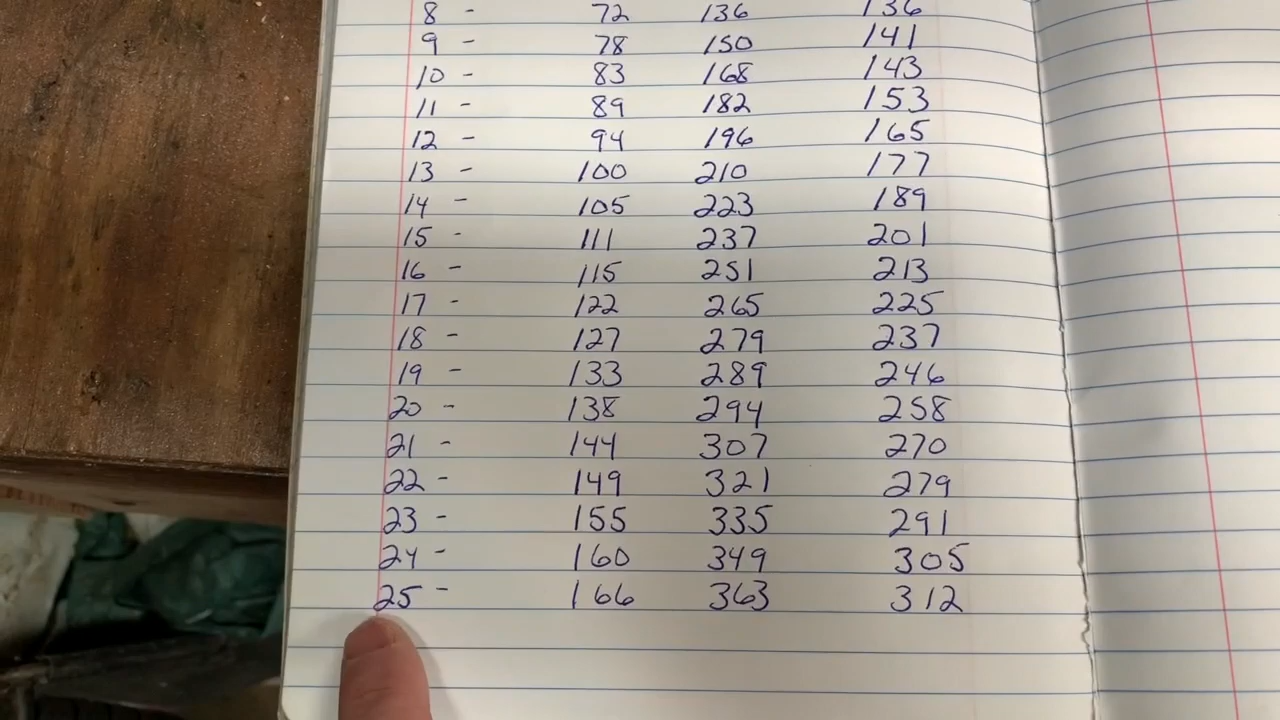 8 - 72 136 136
9 - 78 150 141
10 - 83 168 143
11 - 89 182 153
12 - 94 196 165
13 - 100 210 177
14 - 105 223 189
15 - 111 237 201
16 - 115 251 213
17 - 122 265 225
18 - 127 279 237
19 - 133 289 246
20 - 138 294 258
21 - 144 307 270
22 - 149 321 279
23 - 155 335 291
24 - 160 349 305
25 - 166 363 312